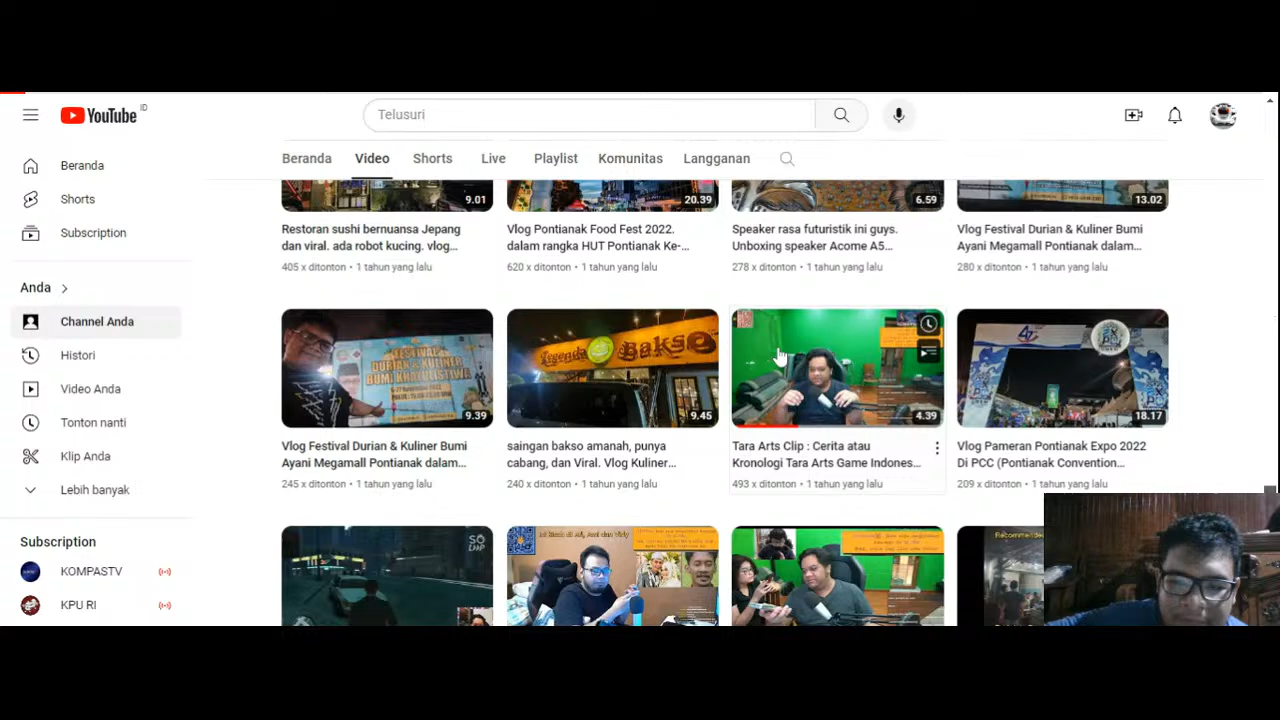 YouTube ID
Telusuri
Beranda
Shorts
Subscription
Anda
Channel Anda
Histori
Video Anda
Tonton nanti
Klip Anda
Lebih banyak
Subscription
KOMPASTV
KPU RI
Beranda Video Shorts Live Playlist Komunitas Langganan
9.01 20.39 6.59 13.02
Restoran sushi bernuansa Jepang
dan viral. ada robot kucing. vlog...
405 x ditonton • 1 tahun yang lalu
Vlog Pontianak Food Fest 2022.
dalam rangka HUT Pontianak Ke-...
620 x ditonton • 1 tahun yang lalu
Speaker rasa futuristik ini guys.
Unboxing speaker Acome A5...
278 x ditonton • 1 tahun yang lalu
Vlog Festival Durian & Kuliner Bumi
Ayani Megamall Pontianak dalam...
280 x ditonton • 1 tahun yang lalu
FESTIVAL
DURIAN & KULINER
BUMI KHATULISTIWA
9.39
Vlog Festival Durian & Kuliner Bumi
Ayani Megamall Pontianak dalam...
245 x ditonton • 1 tahun yang lalu
Legenda Bakso
9.45
saingan bakso amanah, punya
cabang, dan Viral. Vlog Kuliner...
240 x ditonton • 1 tahun yang lalu
4.39
Tara Arts Clip : Cerita atau
Kronologi Tara Arts Game Indones...
493 x ditonton • 1 tahun yang lalu
18.17
Vlog Pameran Pontianak Expo 2022
Di PCC (Pontianak Convention...
209 x ditonton • 1 tahun yang lalu